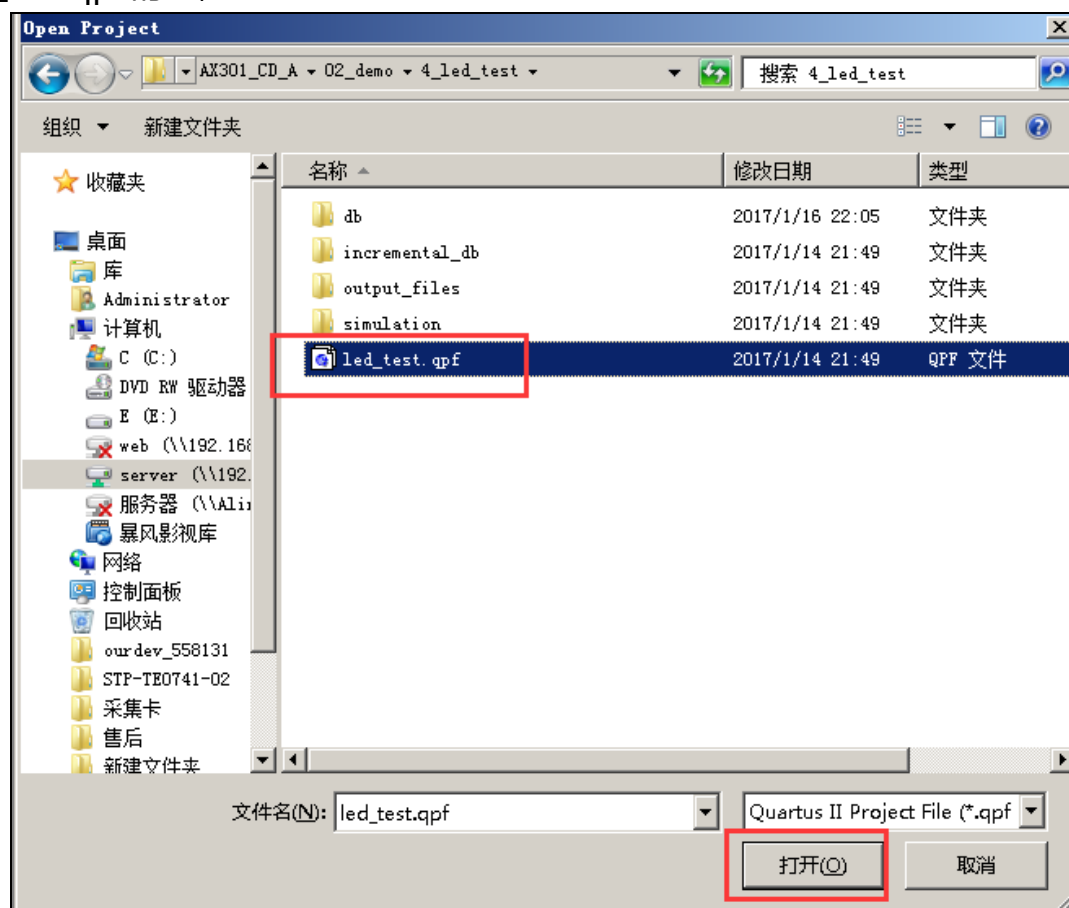 Open Project
AX301_CD_A 02_demo 4_led_test
搜索 4_led_test
组织 新建文件夹
名称 修改日期 类型
收藏夹
桌面
库
Administrator
计算机
C (C:)
DVD RW 驱动器
E (E:)
web (\\192.168
server (\\192.
服务器 (\\Ali
暴风影视库
网络
控制面板
回收站
ourdev_558131
STP-TE0741-02
采集卡
售后
新建文件夹
db 2017/1/16 22:05 文件夹
incremental_db 2017/1/14 21:49 文件夹
output_files 2017/1/14 21:49 文件夹
simulation 2017/1/14 21:49 文件夹
led_test.qpf 2017/1/14 21:49 QPF 文件
文件名(N): led_test.qpf
Quartus II Project File (*.qpf
打开(O) 取消